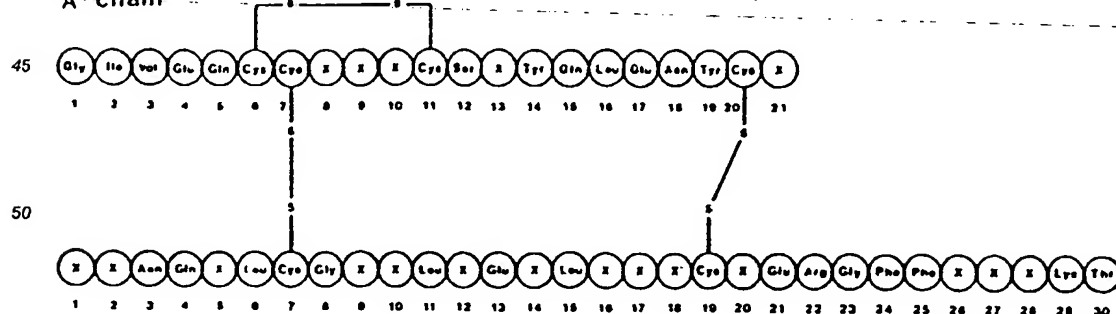 A chain
S S
45 Gly Ile Val Glu Gln Cys Cys X X X Cys Ser X Tyr Gln Leu Glu Asn Tyr Cys X
1 2 3 4 5 6 7 8 9 10 11 12 13 14 15 16 17 18 19 20 21
S S
50 S S
X X Asn Gln X Leu Cys Gly X X Leu X Glu X Leu X X X Cys X Glu Arg Gly Phe Phe X X X Lys Thr
1 2 3 4 5 6 7 8 9 10 11 12 13 14 15 16 17 18 19 20 21 22 23 24 25 26 27 28 29 30